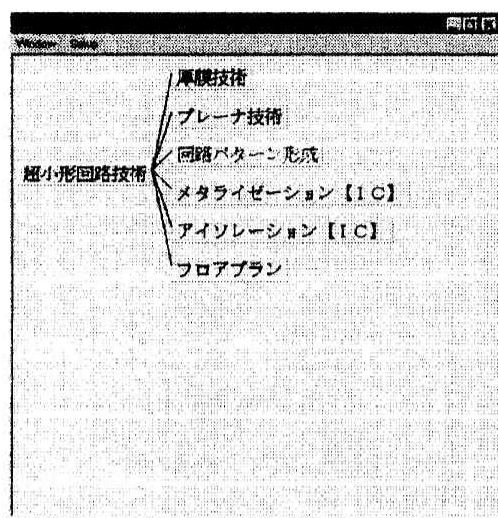 Window Setup
厚膜技術
プレーナ技術
回路パターン形成
超小形回路技術
メタライゼーション【IC】
アイソレーション【IC】
フロアプラン